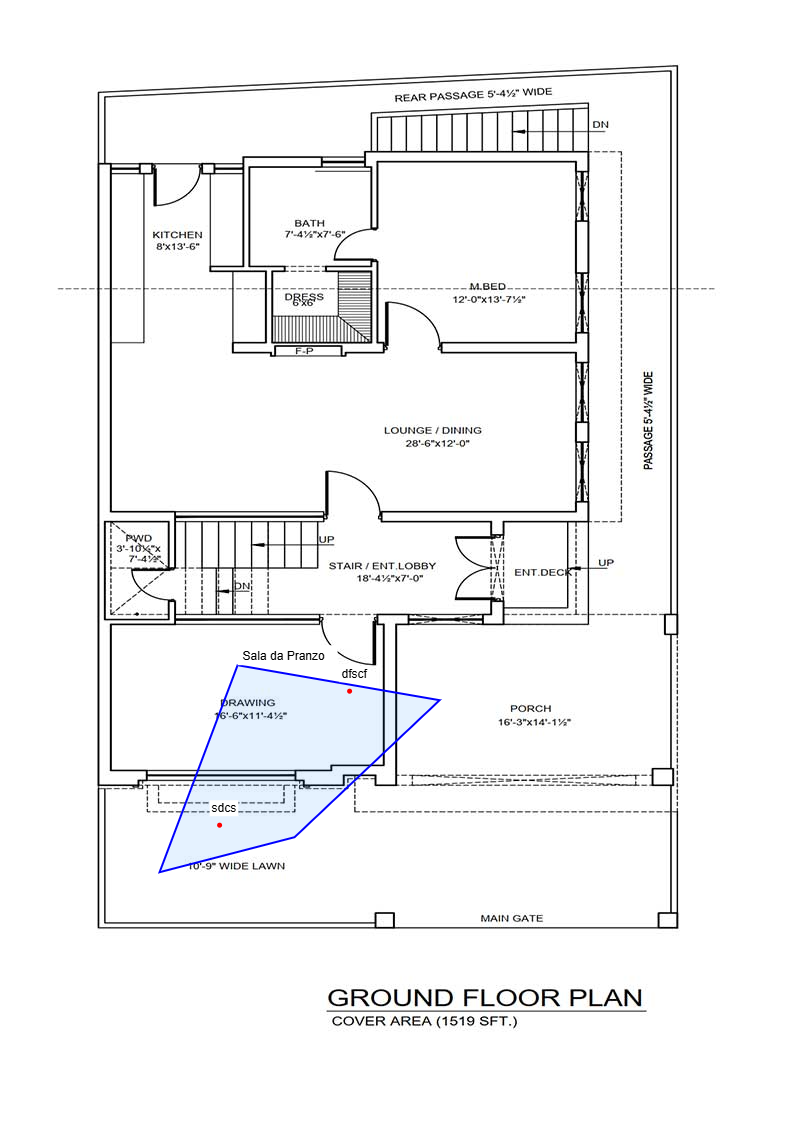 REAR PASSAGE 5'-4½" WIDE
DN
BATH
7'-4½"x7'-6"
KITCHEN
8'x13'-6"
M.BED
12'-0"x13'-7½"
DRESS
6'x6'
F-P
PASSAGE 5'-4½" WIDE
LOUNGE / DINING
28'-6"x12'-0"
PWD
3'-10½"x
7'-4½"
UP
STAIR / ENT.LOBBY
18'-4½"x7'-0"
DN
ENT.DECK
UP
Sala da Pranzo
dfscf
DRAWING
16'-6"x11'-4½"
PORCH
16'-3"x14'-1½"
sdcs
10'-9" WIDE LAWN
MAIN GATE
GROUND FLOOR PLAN
COVER AREA (1519 SFT.)